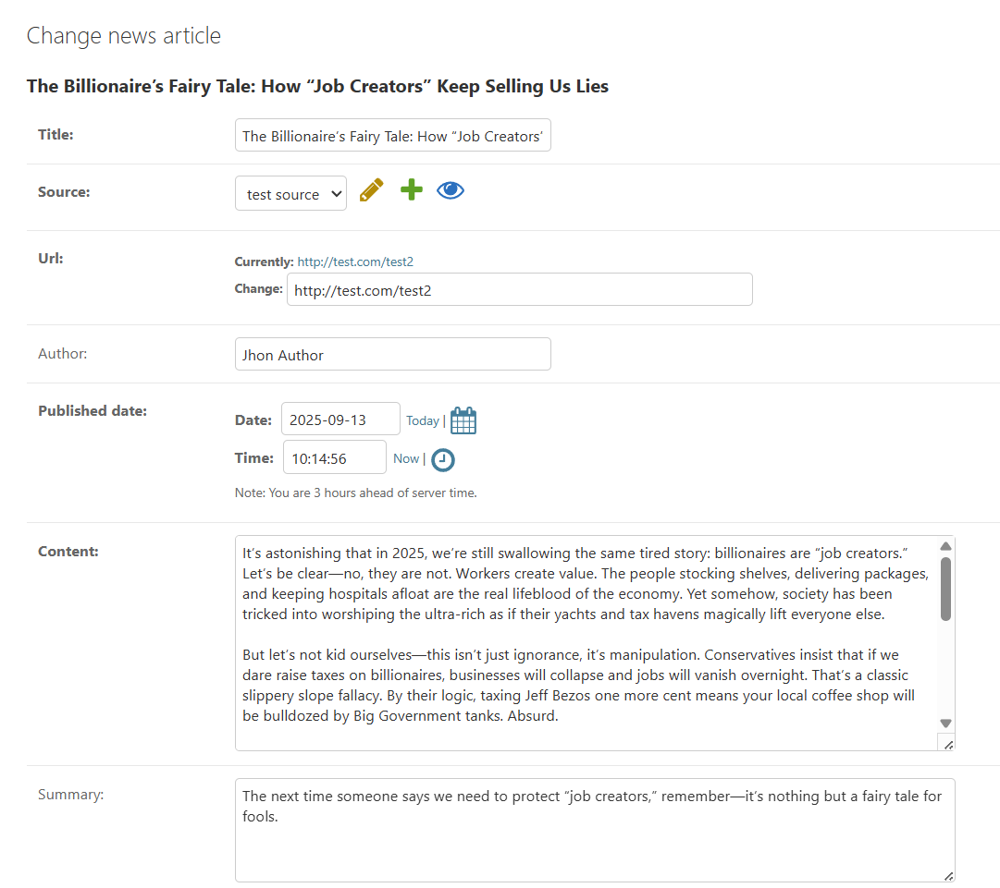 Change news article
The Billionaire’s Fairy Tale: How “Job Creators” Keep Selling Us Lies
Title:
The Billionaire’s Fairy Tale: How “Job Creators”
Source:
test source
Url:
Currently: http://test.com/test2
Change: http://test.com/test2
Author:
Jhon Author
Published date:
Date: 2025-09-13 Today |
Time: 10:14:56 Now |
Note: You are 3 hours ahead of server time.
Content:
It’s astonishing that in 2025, we’re still swallowing the same tired story: billionaires are “job creators.”
Let’s be clear—no, they are not. Workers create value. The people stocking shelves, delivering packages,
and keeping hospitals afloat are the real lifeblood of the economy. Yet somehow, society has been
tricked into worshiping the ultra-rich as if their yachts and tax havens magically lift everyone else.
But let’s not kid ourselves—this isn’t just ignorance, it’s manipulation. Conservatives insist that if we
dare raise taxes on billionaires, businesses will collapse and jobs will vanish overnight. That’s a classic
slippery slope fallacy. By their logic, taxing Jeff Bezos one more cent means your local coffee shop will
be bulldozed by Big Government tanks. Absurd.
Summary:
The next time someone says we need to protect “job creators,” remember—it’s nothing but a fairy tale for
fools.